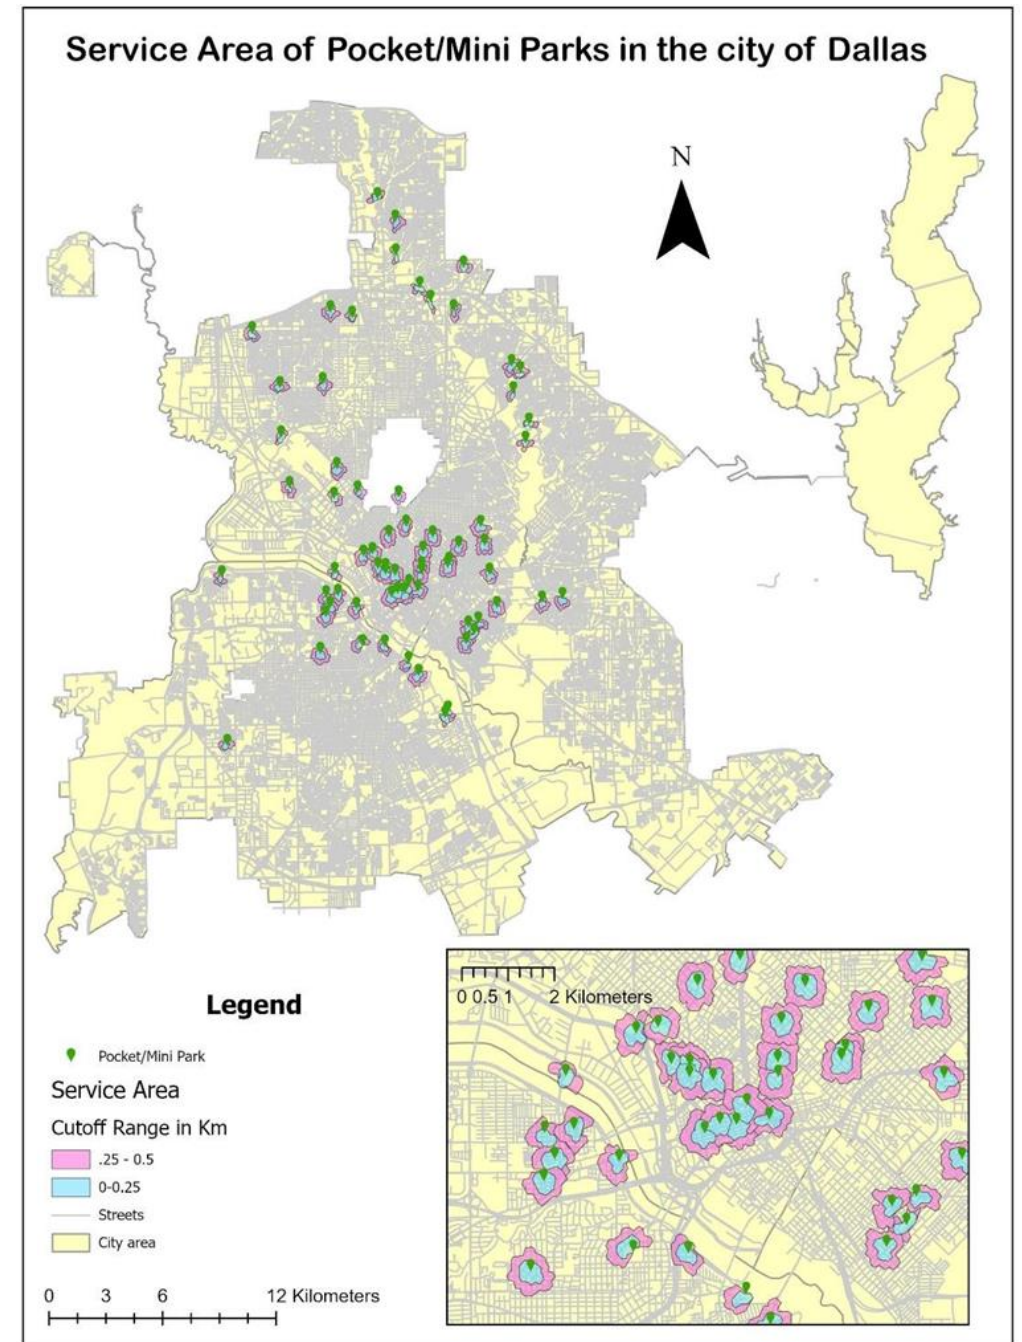 Service Area of Pocket/Mini Parks in the city of Dallas
N
0 0.5 1 2 Kilometers
Legend
Pocket/Mini Park
Service Area
Cutoff Range in Km
.25 - 0.5
0-0.25
Streets
City area
0 3 6 12 Kilometers